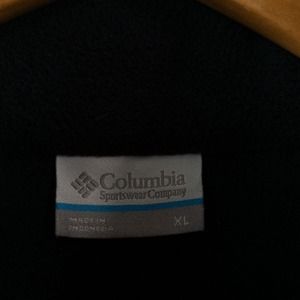 Columbia
Sportswear Company
MADE IN
INDONESIA
XL